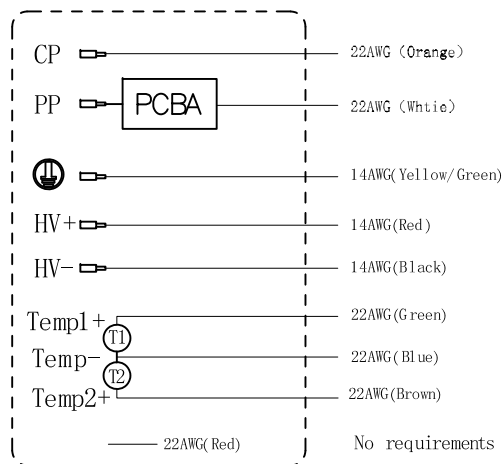 CP 22AWG (Orange)
PP PCBA 22AWG (Whtie)
14AWG(Yellow/Green)
HV+ 14AWG(Red)
HV- 14AWG(Black)
Temp1+ 22AWG(Green)
T1
Temp- 22AWG(Blue)
T2
Temp2+ 22AWG(Brown)
22AWG(Red) No requirements